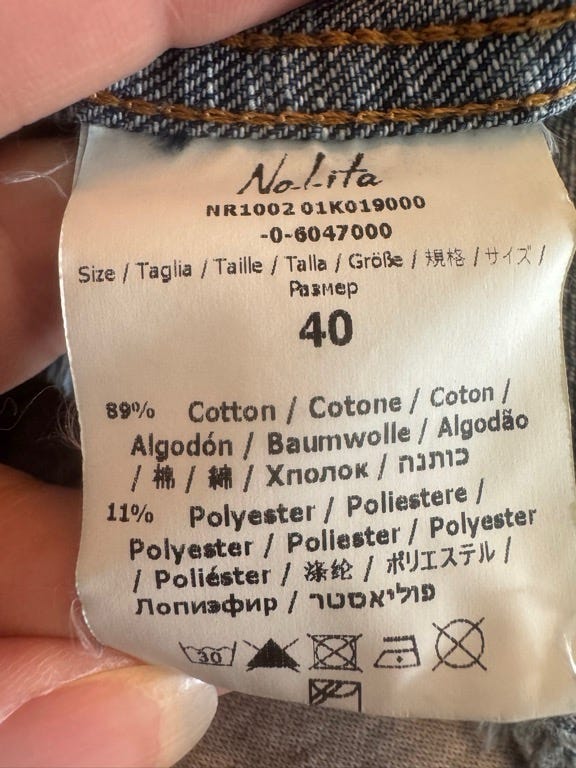 No.l.ita
NR1002 01K019000
-0-6047000
Size / Taglia / Taille / Talla / Größe / 規格 / サイズ /
Размер
40
89% Cotton / Cotone / Coton /
Algodón / Baumwolle / Algodão
/ 棉 / 綿 / Хполок / כותנה
11% Polyester / Poliestere /
Polyester / Poliester / Polyester
/ Poliéster / 涤纶 / ポリエステル /
Лопиэфир / פוליאסטר
30